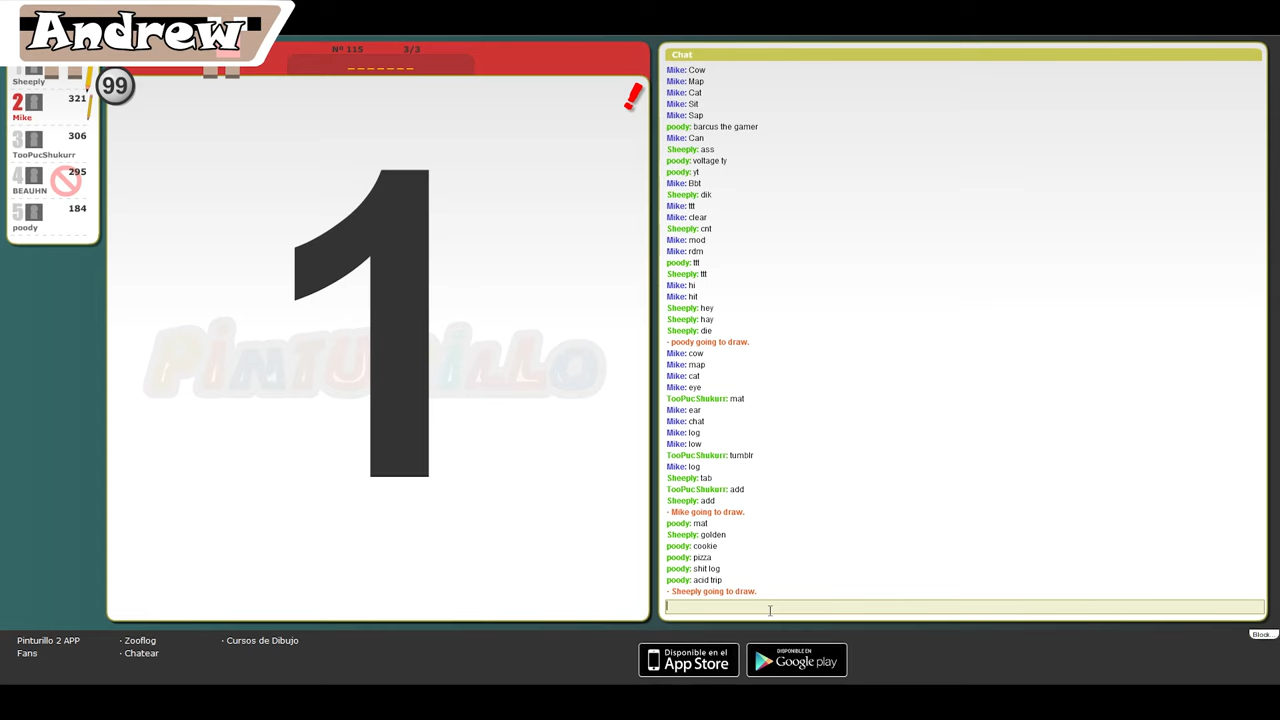 Andrew
Nº 115
3/3
_ _ _ _ _ _ _
99
1
Sheeply
2
321
Mike
3
306
TooPucShukurr
4
295
BEAUHN
5
184
poody
1
PINTURILLO
Chat
Mike: Cow
Mike: Map
Mike: Cat
Mike: Sit
Mike: Sap
poody: barcus the gamer
Mike: Can
Sheeply: ass
poody: voltage ty
poody: yt
Mike: Bbt
Sheeply: dik
Mike: ttt
Mike: clear
Sheeply: cnt
Mike: mod
Mike: rdm
poody: ttt
Sheeply: ttt
Mike: hi
Mike: hit
Sheeply: hey
Sheeply: hay
Sheeply: die
· poody going to draw.
Mike: cow
Mike: map
Mike: cat
Mike: eye
TooPucShukurr: mat
Mike: ear
Mike: chat
Mike: log
Mike: low
TooPucShukurr: tumblr
Mike: log
Sheeply: tab
TooPucShukurr: add
Sheeply: add
· Mike going to draw.
poody: mat
Sheeply: golden
poody: cookie
poody: pizza
poody: shit log
poody: acid trip
· Sheeply going to draw.
Block...
Pinturillo 2 APP
· Zooflog
· Cursos de Dibujo
Fans
· Chatear
Disponible en el
App Store
DISPONIBLE EN
Google play